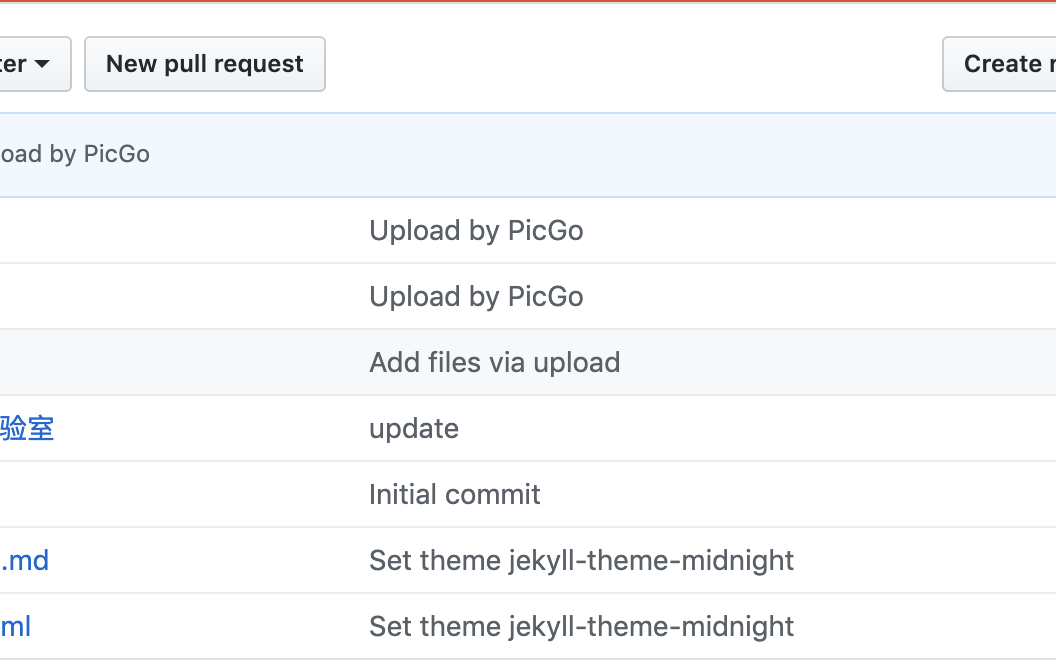 ter New pull request Create
oad by PicGo
Upload by PicGo
Upload by PicGo
Add files via upload
验室 update
Initial commit
.md Set theme jekyll-theme-midnight
ml Set theme jekyll-theme-midnight